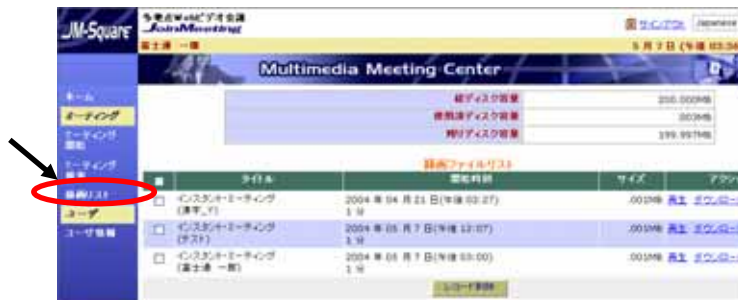 JM-Square
多地点Webビデオ会議
JoinMeeting
サインアウト Japanese
富士通 一郎
5 月 7 日 (午後 03:36
Multimedia Meeting Center
ホーム
ミーティング
ミーティング
開始
ミーティング
録画リスト
ユーザ
ユーザ情報
総ディスク容量 200.000MB
使用済ディスク容量 .003MB
残りディスク容量 199.997MB
録画ファイルリスト
タイトル 開始時刻 サイズ アクシ
インスタント・ミーティング 2004 年 04 月 21 日(午後 03:27) .001MB 再生 ダウンロー
1 分
インスタント・ミーティング 2004 年 05 月 7 日(午後 12:07) .001MB 再生 ダウンロー
(テスト) 1 分
インスタント・ミーティング 2004 年 05 月 7 日(午後 03:00) .001MB 再生 ダウンロー
(富士通 一郎) 1 分
レコード削除